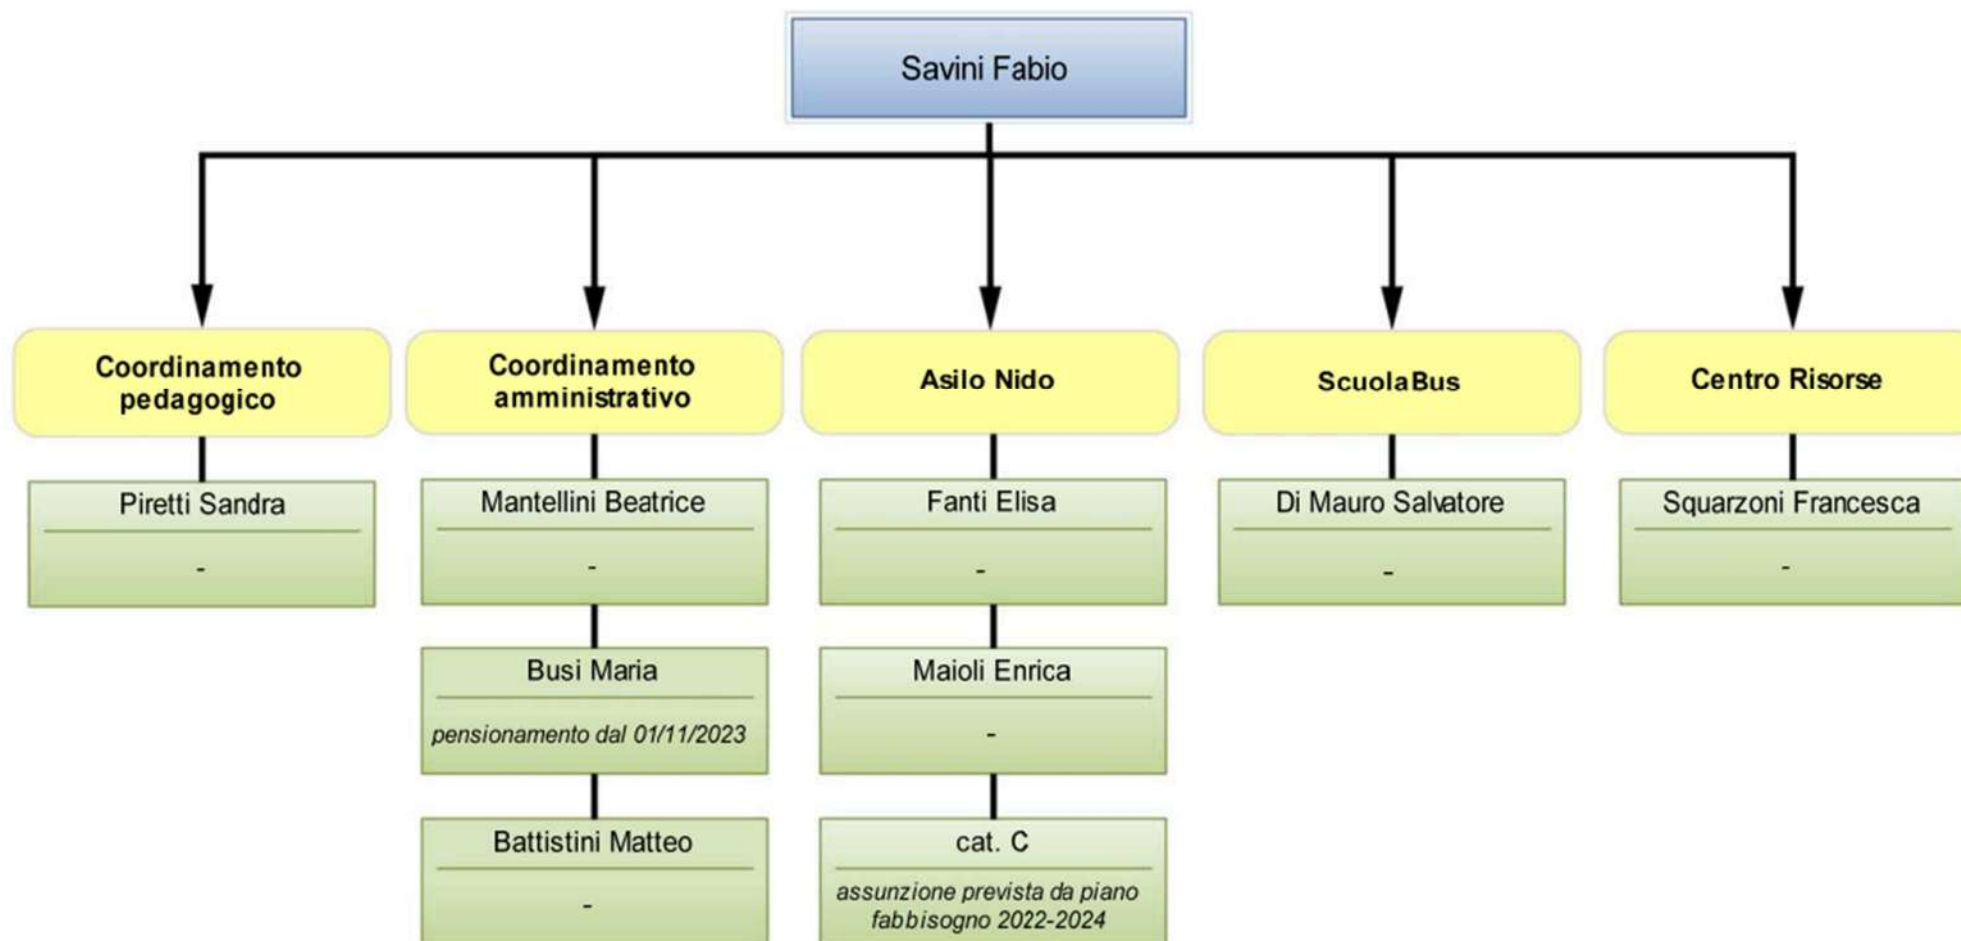 Savini Fabio
Coordinamento
pedagogico
Piretti Sandra
-
Coordinamento
amministrativo
Mantellini Beatrice
-
Busi Maria
pensionamento dal 01/11/2023
Battistini Matteo
-
Asilo Nido
Fanti Elisa
-
Maioli Enrica
-
cat. C
assunzione prevista da piano
fabbisogno 2022-2024
ScuolaBus
Di Mauro Salvatore
-
Centro Risorse
Squarzoni Francesca
-